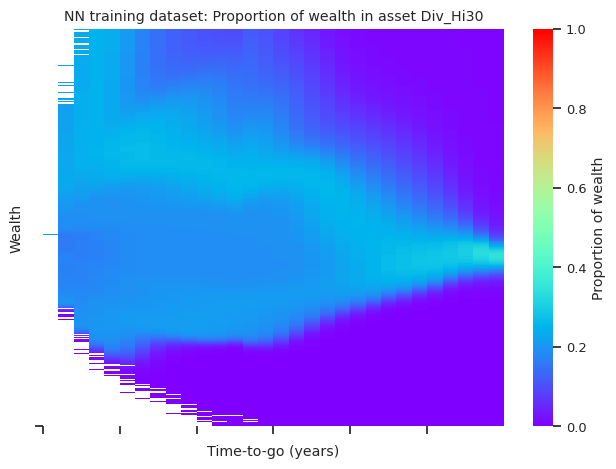 NN training dataset: Proportion of wealth in asset Div_Hi30
Wealth
Time-to-go (years)
1.0
0.8
0.6
0.4
0.2
0.0
Proportion of wealth